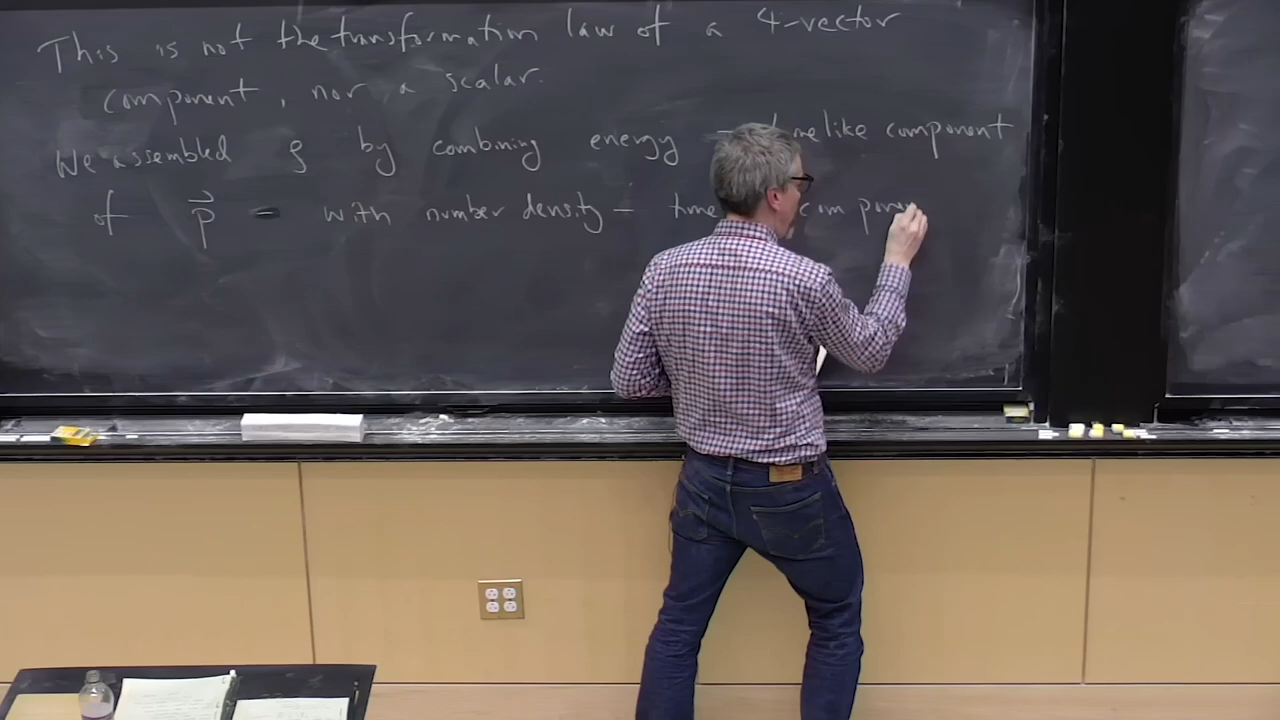 This is not the transformation law of a 4-vector
component, nor a scalar.
We assembled ρ by combining energy – component
of p⃗ – with number density – time